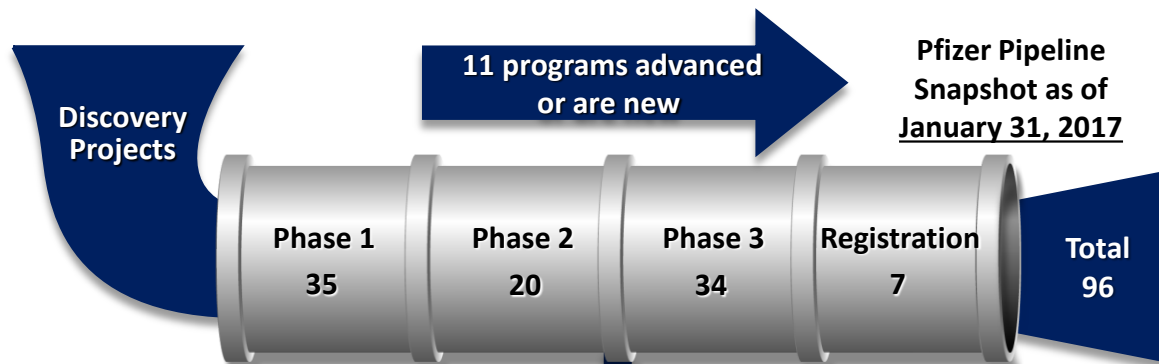 11 programs advanced
or are new
Pfizer Pipeline
Snapshot as of
January 31, 2017
Discovery
Projects
Phase 1
35
Phase 2
20
Phase 3
34
Registration
7
Total
96